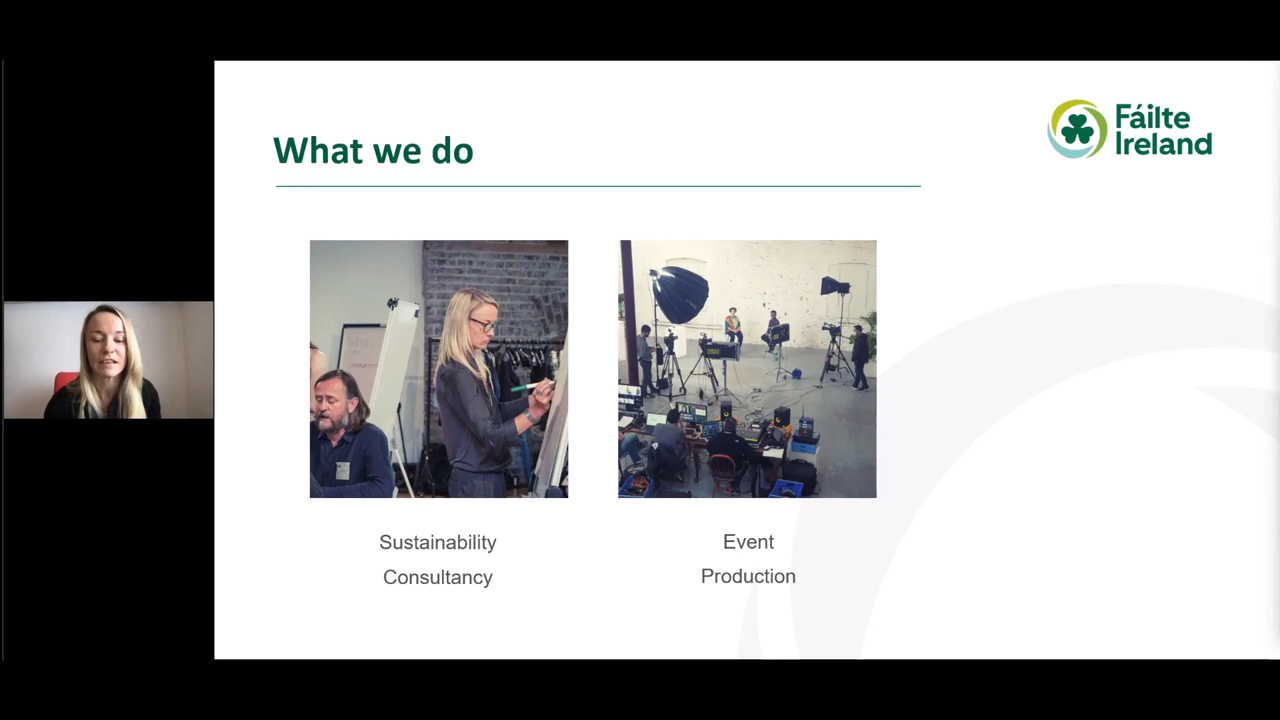 What we do
Fáilte
Ireland
Sustainability
Consultancy
Event
Production